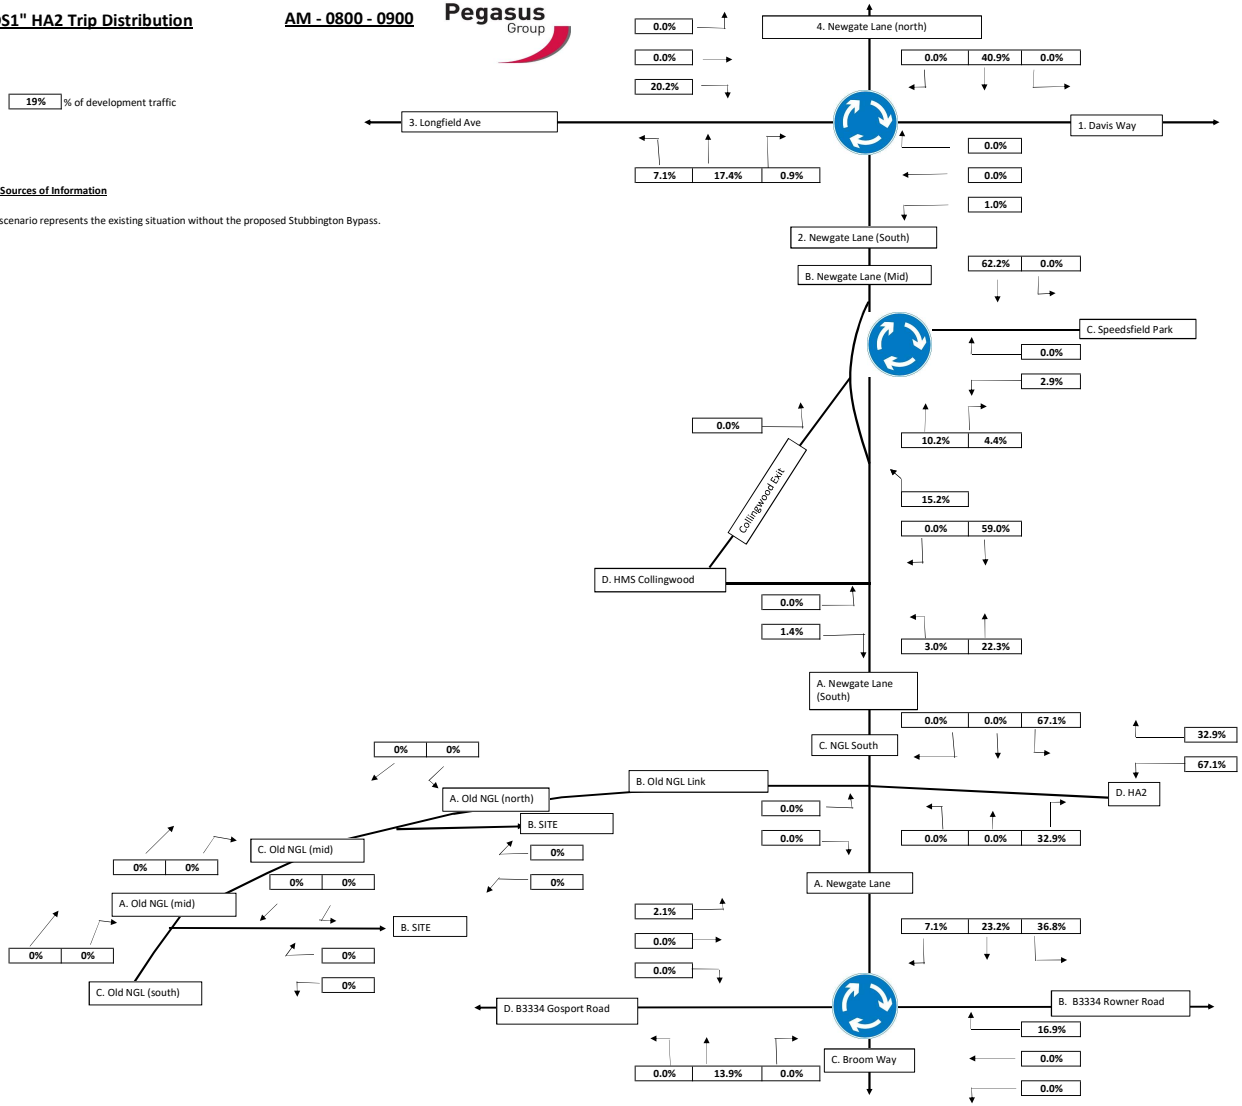 DS1" HA2 Trip Distribution
AM - 0800 - 0900
Pegasus
Group
0.0%
0.0%
20.2%
4. Newgate Lane (north)
0.0% 40.9% 0.0%
19% % of development traffic
3. Longfield Ave
1. Davis Way
7.1% 17.4% 0.9%
0.0%
0.0%
1.0%
Sources of Information
scenario represents the existing situation without the proposed Stubbington Bypass.
2. Newgate Lane (South)
B. Newgate Lane (Mid)
62.2% 0.0%
C. Speedsfield Park
0.0%
2.9%
0.0%
10.2% 4.4%
Collingwood Exit
15.2%
0.0% 59.0%
D. HMS Collingwood
0.0%
1.4%
3.0% 22.3%
A. Newgate Lane
(South)
0.0% 0.0% 67.1%
32.9%
67.1%
C. NGL South
0% 0%
B. Old NGL Link
D. HA2
A. Old NGL (north)
0.0%
0.0%
0.0% 0.0% 32.9%
B. SITE
C. Old NGL (mid)
0%
0%
0% 0%
0% 0%
A. Newgate Lane
A. Old NGL (mid)
2.1%
0.0%
0.0%
7.1% 23.2% 36.8%
B. SITE
0% 0%
0%
0%
C. Old NGL (south)
D. B3334 Gosport Road
B. B3334 Rowner Road
16.9%
0.0%
0.0%
C. Broom Way
0.0% 13.9% 0.0%